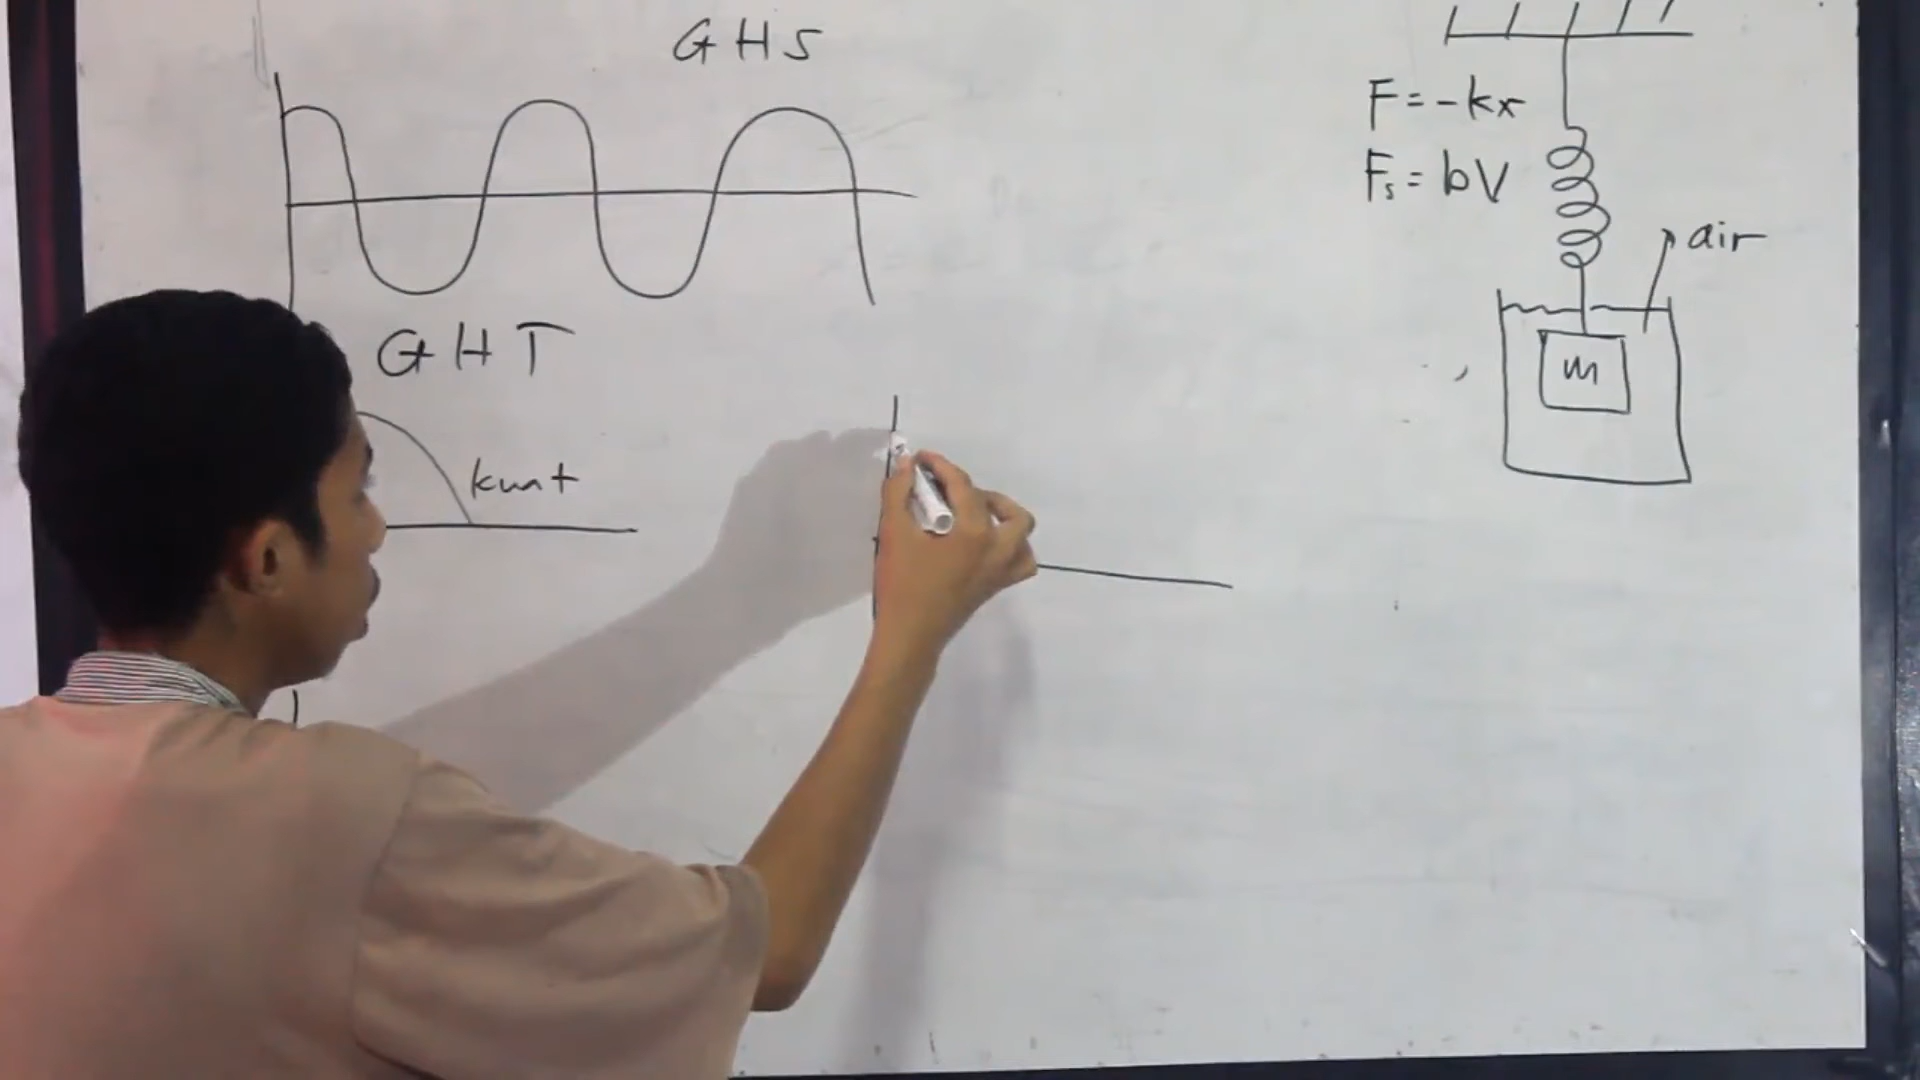 GHS
F = -kx
Fs = bV
air
GHT
m
kuat